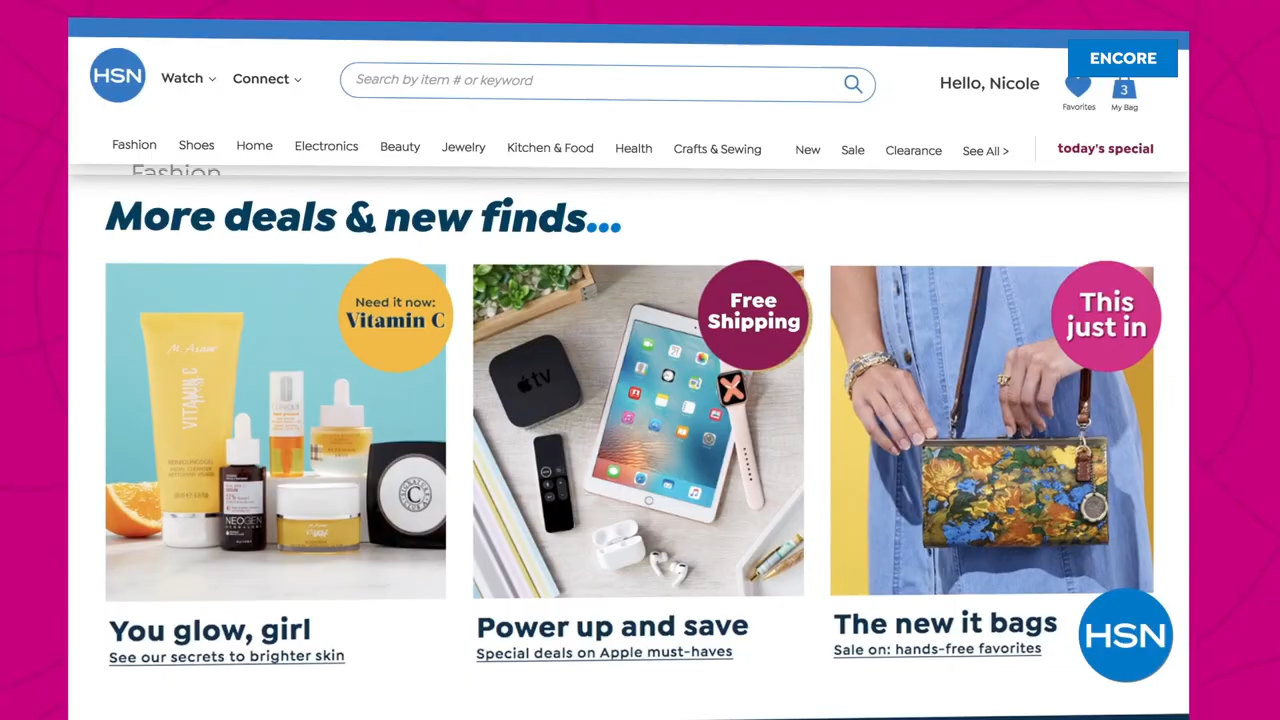 ENCORE
HSN
Watch
Connect
Search by item # or keyword
Hello, Nicole
Favorites
3
My Bag
Fashion
Shoes
Home
Electronics
Beauty
Jewelry
Kitchen & Food
Health
Crafts & Sewing
New
Sale
Clearance
See All >
today's special
Fashion
More deals & new finds...
Need it now:
Vitamin C
M. Asam
VITAMIN C
NEOGEN
C
Free
Shipping
tv
This
just in
You glow, girl
See our secrets to brighter skin
Power up and save
Special deals on Apple must-haves
The new it bags
Sale on: hands-free favorites
HSN